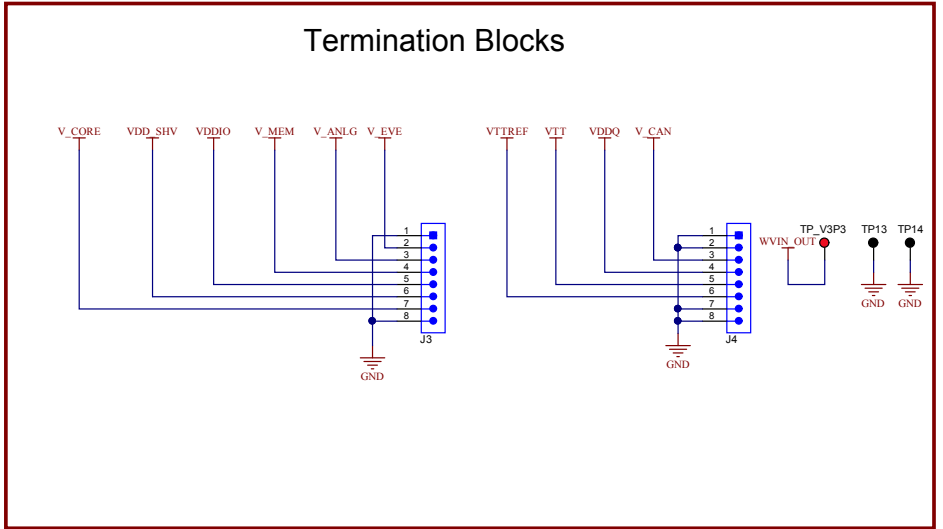 Termination Blocks
V_CORE VDD_SHV VDDIO V_MEM V_ANLG V_EVE VTTREF VTT VDDQ V_CAN
1
2
3
4
5
6
7
8
J3
GND
1
2
3
4
5
6
7
8
J4
GND
WVIN_OUT
TP_V3P3
TP13
GND
TP14
GND